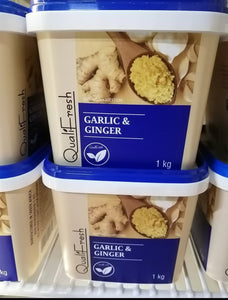 QualiFresh
GARLIC &
GINGER
1 kg
QualiFresh
GARLIC &
GINGER
1 kg